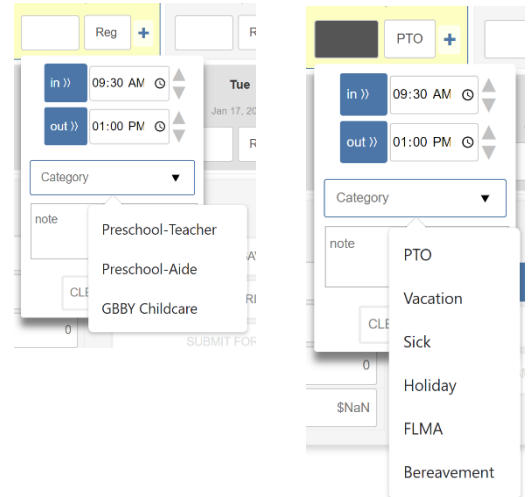 Reg +
R
in »
09:30 AM
out »
01:00 PM
Tue
Jan 17, 20
R
Category
note
Preschool-Teacher
Preschool-Aide
GBBY Childcare
CLE
0
SUBMIT FOR
PTO +
in »
09:30 AM
out »
01:00 PM
Category
note
PTO
Vacation
Sick
Holiday
FLMA
Bereavement
CLE
0
$NaN